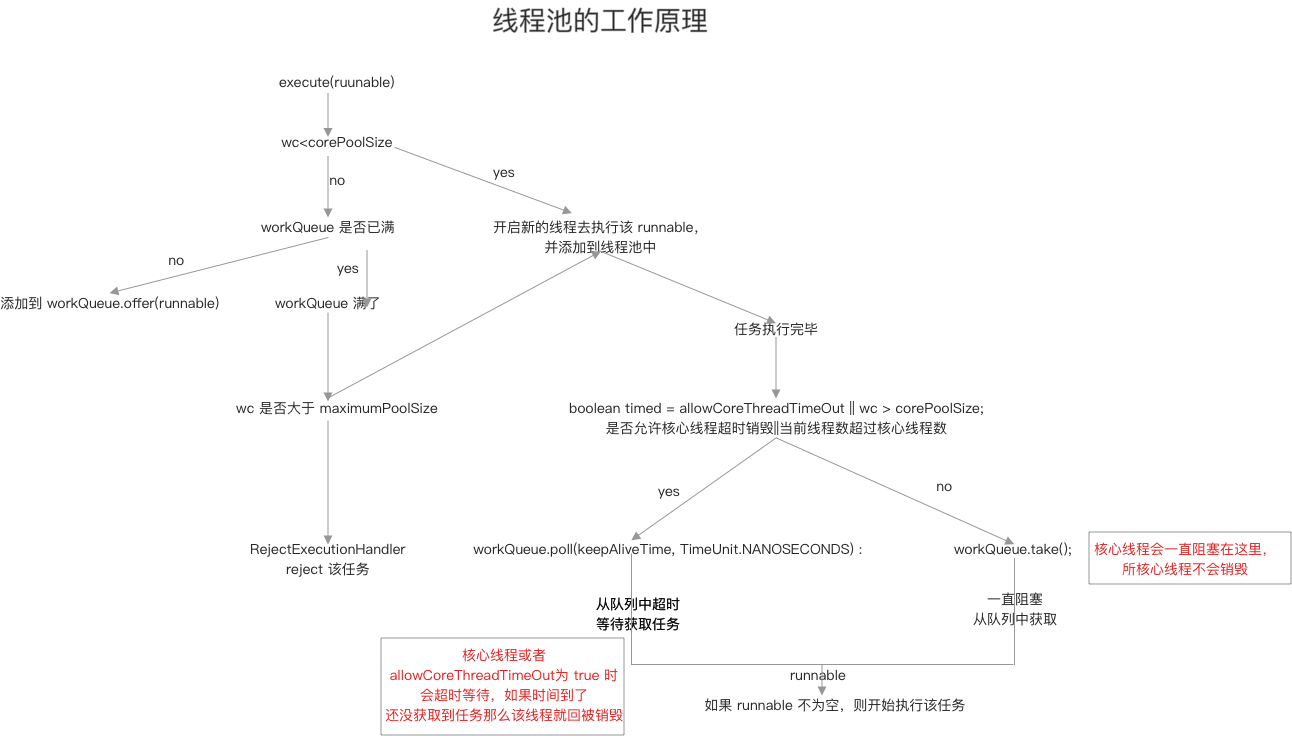 线程池的工作原理
execute(ruunable)
wc<corePoolSize
yes
no
workQueue 是否已满
开启新的线程去执行该 runnable，
并添加到线程池中
no
yes
添加到 workQueue.offer(runnable)
workQueue 满了
任务执行完毕
wc 是否大于 maximumPoolSize
boolean timed = allowCoreThreadTimeOut || wc > corePoolSize;
是否允许核心线程超时销毁||当前线程数超过核心线程数
yes
no
RejectExecutionHandler
reject 该任务
workQueue.poll(keepAliveTime, TimeUnit.NANOSECONDS) :
workQueue.take();
核心线程会一直阻塞在这里，
所核心线程不会销毁
从队列中超时
等待获取任务
一直阻塞
从队列中获取
核心线程或者
allowCoreThreadTimeOut为 true 时
会超时等待，如果时间到了
还没获取到任务那么该线程就回被销毁
runnable
如果 runnable 不为空，则开始执行该任务